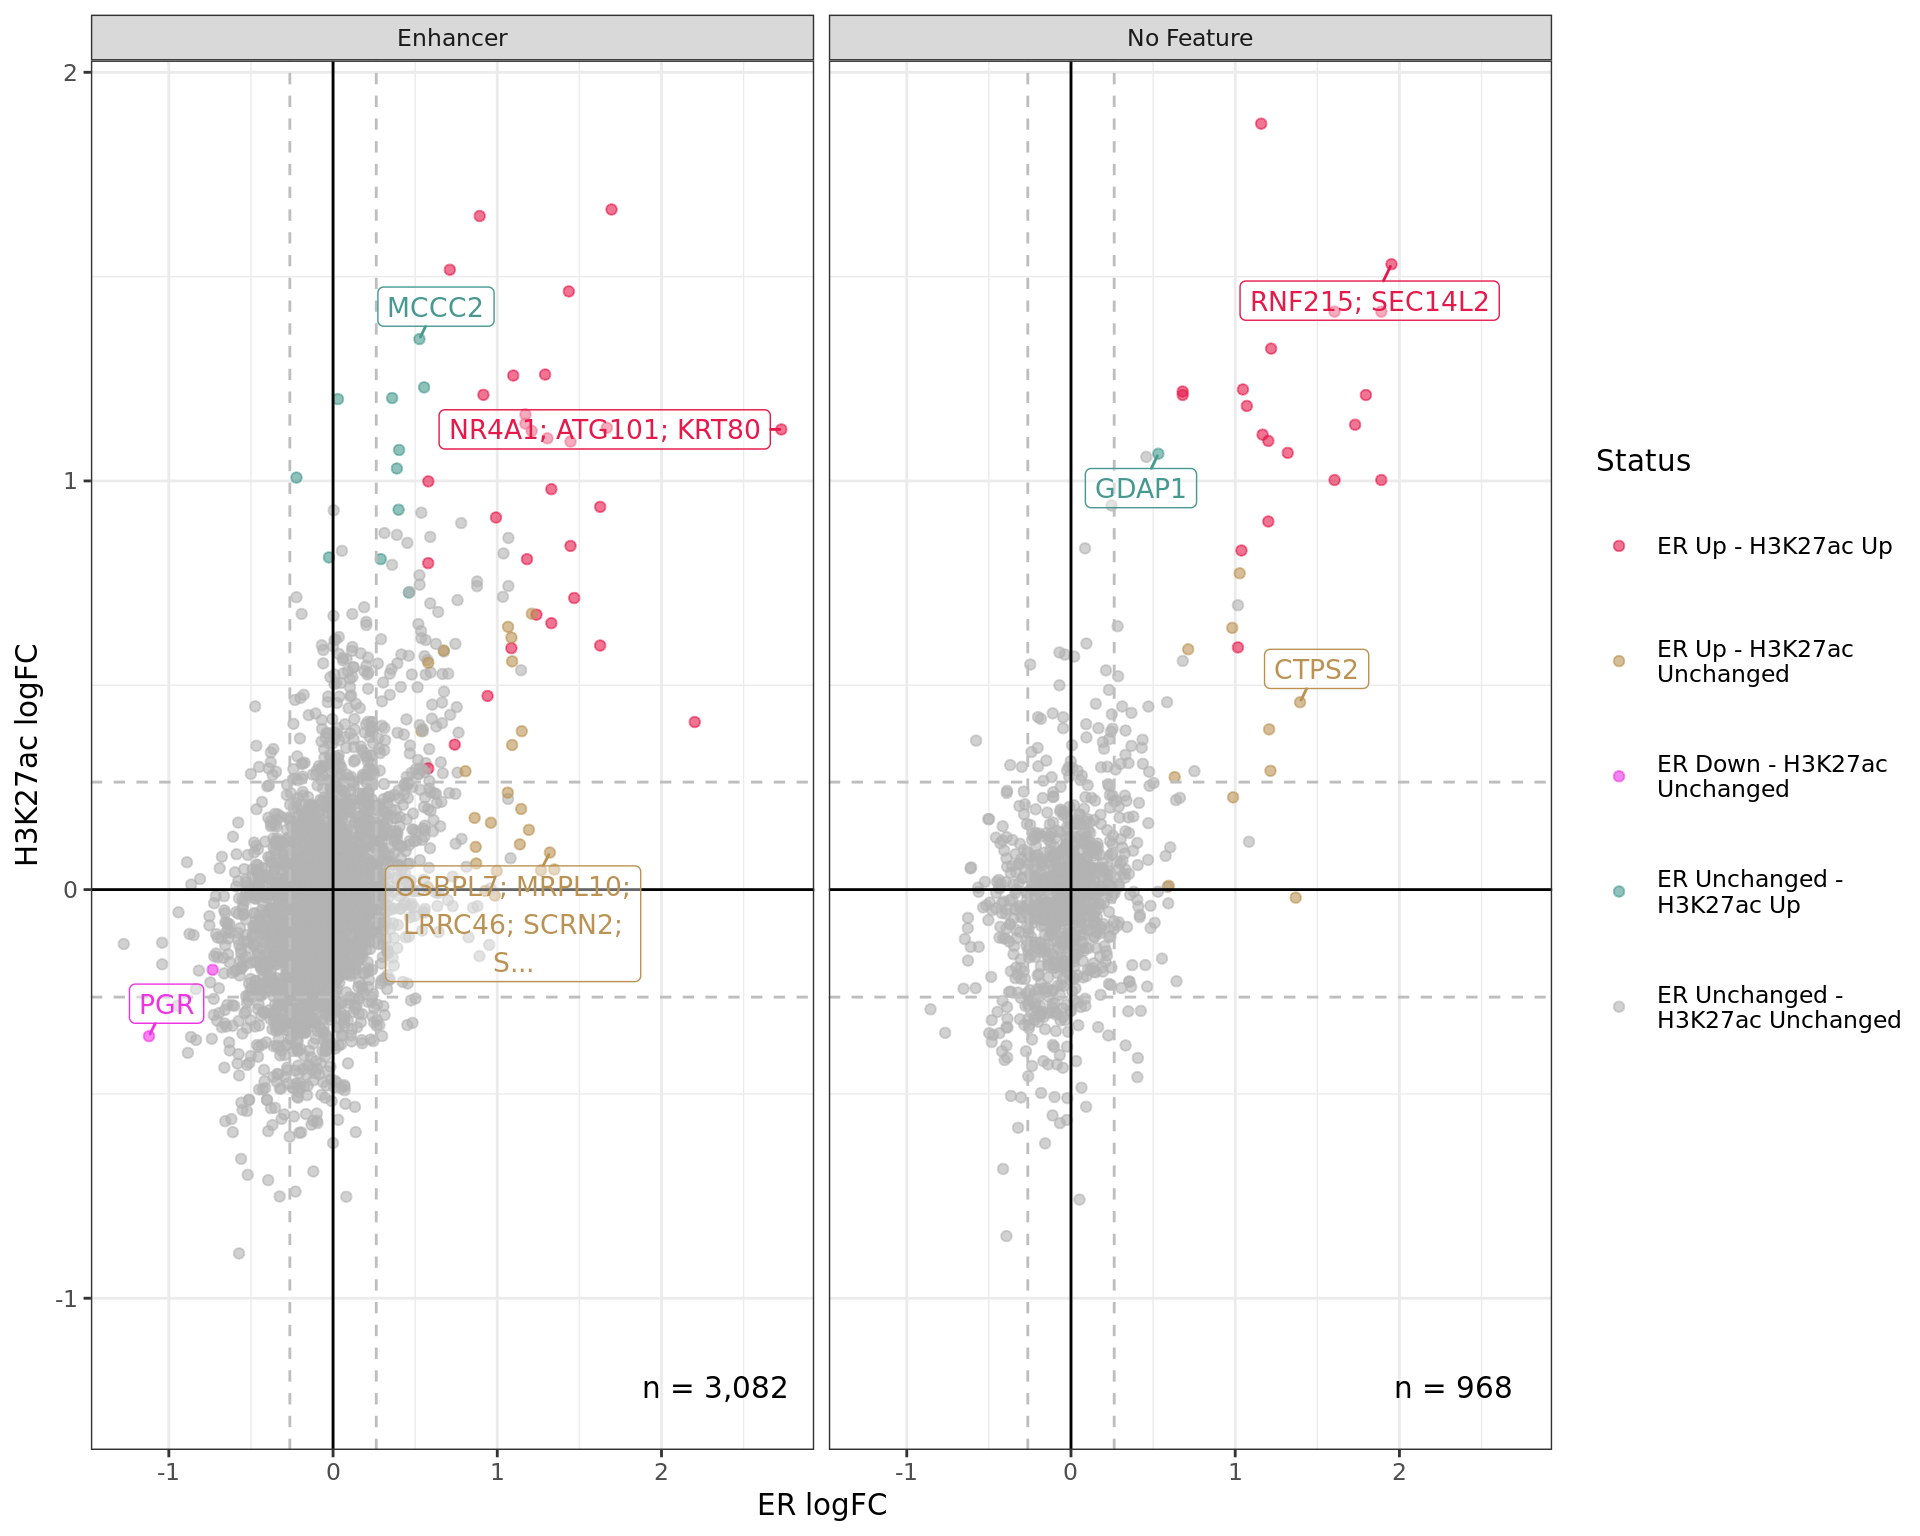 Enhancer
No Feature
2
1
0
-1
H3K27ac logFC
MCCC2
NR4A1; ATG101; KRT80
OSBPL7; MRPL10;
LRRC46; SCRN2;
S...
PGR
n = 3,082
RNF215; SEC14L2
GDAP1
CTPS2
n = 968
-1
0
1
2
-1
0
1
2
ER logFC
Status
ER Up - H3K27ac Up
ER Up - H3K27ac
Unchanged
ER Down - H3K27ac
Unchanged
ER Unchanged -
H3K27ac Up
ER Unchanged -
H3K27ac Unchanged